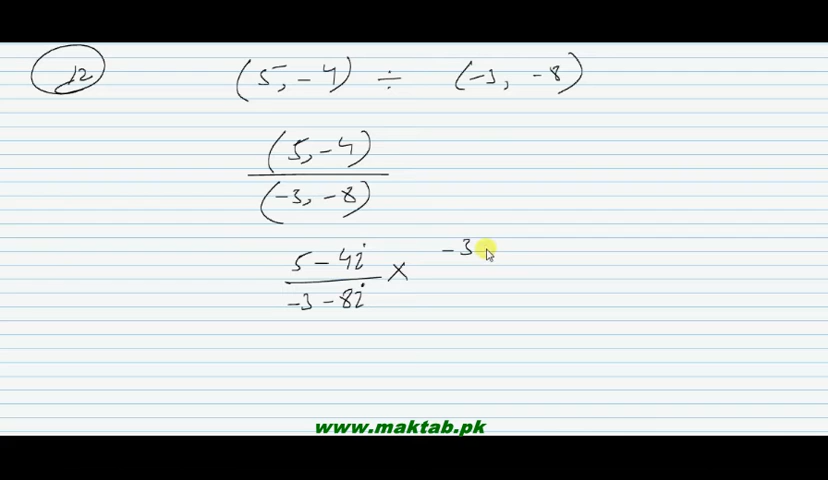 12 (5, -4) ÷ (-3, -8)
(5, -4)
(-3, -8)
5 - 4i × -3
-3 - 8i
www.maktab.pk